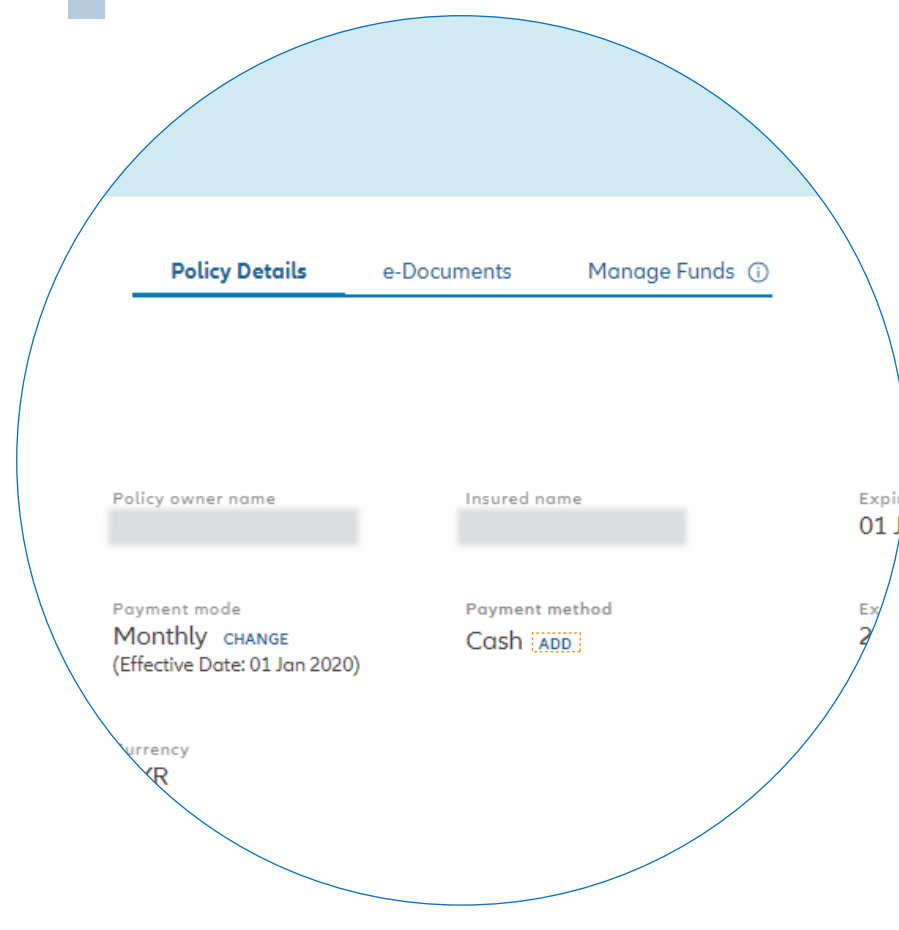 Policy Details e-Documents Manage Funds
Policy owner name Insured name
01
Payment mode Payment method
Monthly CHANGE Cash ADD
(Effective Date: 01 Jan 2020)